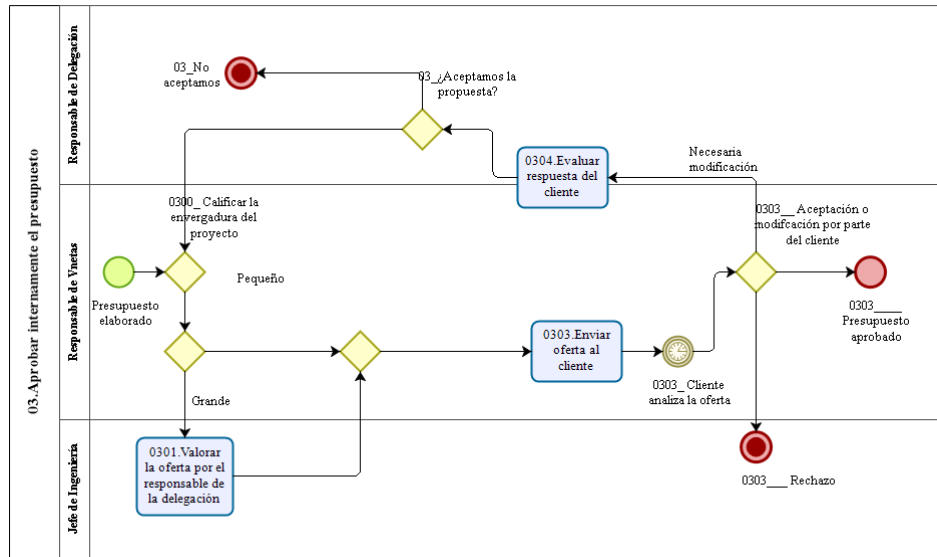 03.Aprobar internamente el presupuesto
Responsable de Delegación
03_No
aceptamos
03_¿Aceptamos la
propuesta?
0304.Evaluar
respuesta del
cliente
Necesaria
modificación
Responsable de Vnetas
0300_ Calificar la
envergadura del
proyecto
Presupuesto
elaborado
Pequeño
Grande
0303.Enviar
oferta al
cliente
0303_ Cliente
analiza la oferta
0303__ Aceptación o
modifcación por parte
del cliente
0303____
Presupuesto
aprobado
Jefe de Ingeniería
0301.Valorar
la oferta por el
responsable de
la delegación
0303___ Rechazo